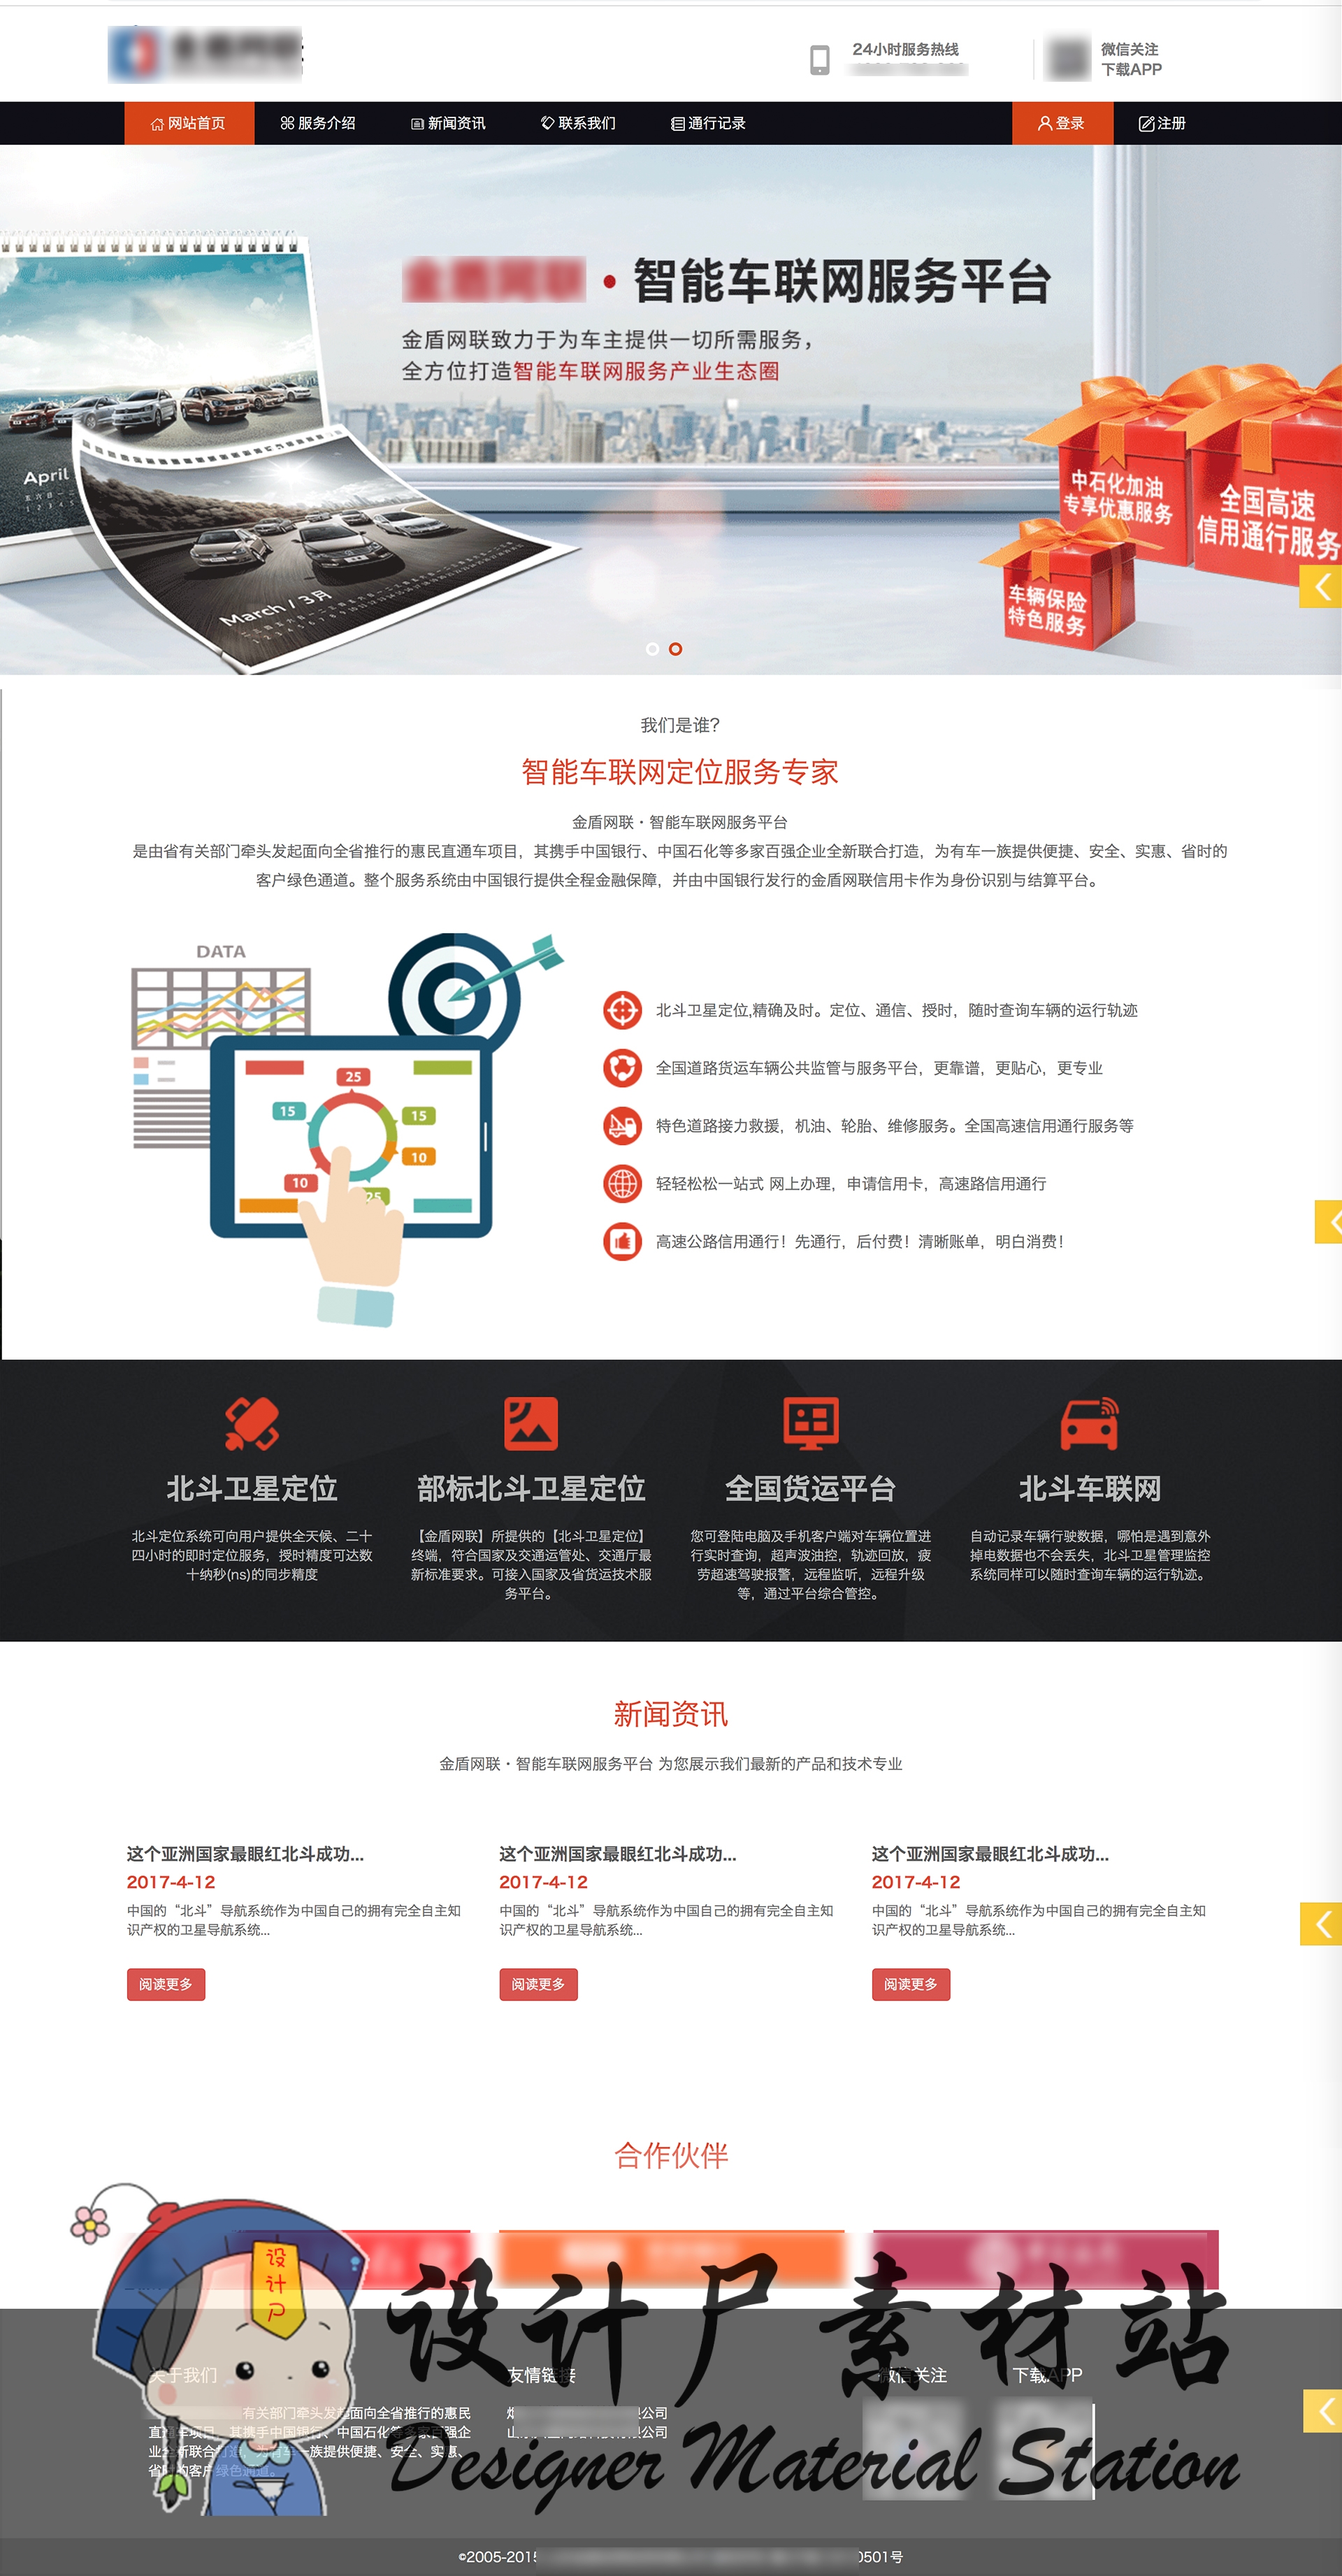 24小时服务热线
微信关注
下载APP
网站首页
服务介绍
新闻资讯
联系我们
通行记录
登录
注册
• 智能车联网服务平台
金盾网联致力于为车主提供一切所需服务，
全方位打造智能车联网服务产业生态圈
April
March / 3月
中石化加油
专享优惠服务
全国高速
信用通行服务
车辆保险
特色服务
我们是谁?
智能车联网定位服务专家
金盾网联・智能车联网服务平台
是由省有关部门牵头发起面向全省推行的惠民直通车项目，其携手中国银行、中国石化等多家百强企业全新联合打造，为有车一族提供便捷、安全、实惠、省时的
客户绿色通道。整个服务系统由中国银行提供全程金融保障，并由中国银行发行的金盾网联信用卡作为身份识别与结算平台。
DATA
25
15
15
10
10
25
北斗卫星定位,精确及时。定位、通信、授时，随时查询车辆的运行轨迹
全国道路货运车辆公共监管与服务平台，更靠谱，更贴心，更专业
特色道路接力救援，机油、轮胎、维修服务。全国高速信用通行服务等
轻轻松松一站式 网上办理，申请信用卡，高速路信用通行
高速公路信用通行！先通行，后付费！清晰账单，明白消费！
北斗卫星定位
北斗定位系统可向用户提供全天候、二十
四小时的即时定位服务，授时精度可达数
十纳秒(ns)的同步精度
部标北斗卫星定位
【金盾网联】所提供的【北斗卫星定位】
终端，符合国家及交通运管处、交通厅最
新标准要求。可接入国家及省货运技术服
务平台。
全国货运平台
您可登陆电脑及手机客户端对车辆位置进
行实时查询，超声波油控，轨迹回放，疲
劳超速驾驶报警，远程监听，远程升级
等，通过平台综合管控。
北斗车联网
自动记录车辆行驶数据，哪怕是遇到意外
掉电数据也不会丢失，北斗卫星管理监控
系统同样可以随时查询车辆的运行轨迹。
新闻资讯
金盾网联・智能车联网服务平台 为您展示我们最新的产品和技术专业
这个亚洲国家最眼红北斗成功...
2017-4-12
中国的“北斗”导航系统作为中国自己的拥有完全自主知
识产权的卫星导航系统...
阅读更多
这个亚洲国家最眼红北斗成功...
2017-4-12
中国的“北斗”导航系统作为中国自己的拥有完全自主知
识产权的卫星导航系统...
阅读更多
这个亚洲国家最眼红北斗成功...
2017-4-12
中国的“北斗”导航系统作为中国自己的拥有完全自主知
识产权的卫星导航系统...
阅读更多
合作伙伴
设计尸
设计尸素材站
Designer Material Station
关于我们
有关部门牵头发起面向全省推行的惠民
直通车项目，其携手中国银行、中国石化等多家百强企
业全新联合打造，为有车一族提供便捷、安全、实惠、
省时的客户绿色通道。
友情链接
公司
公司
微信关注
下载APP
©2005-2015
0501号